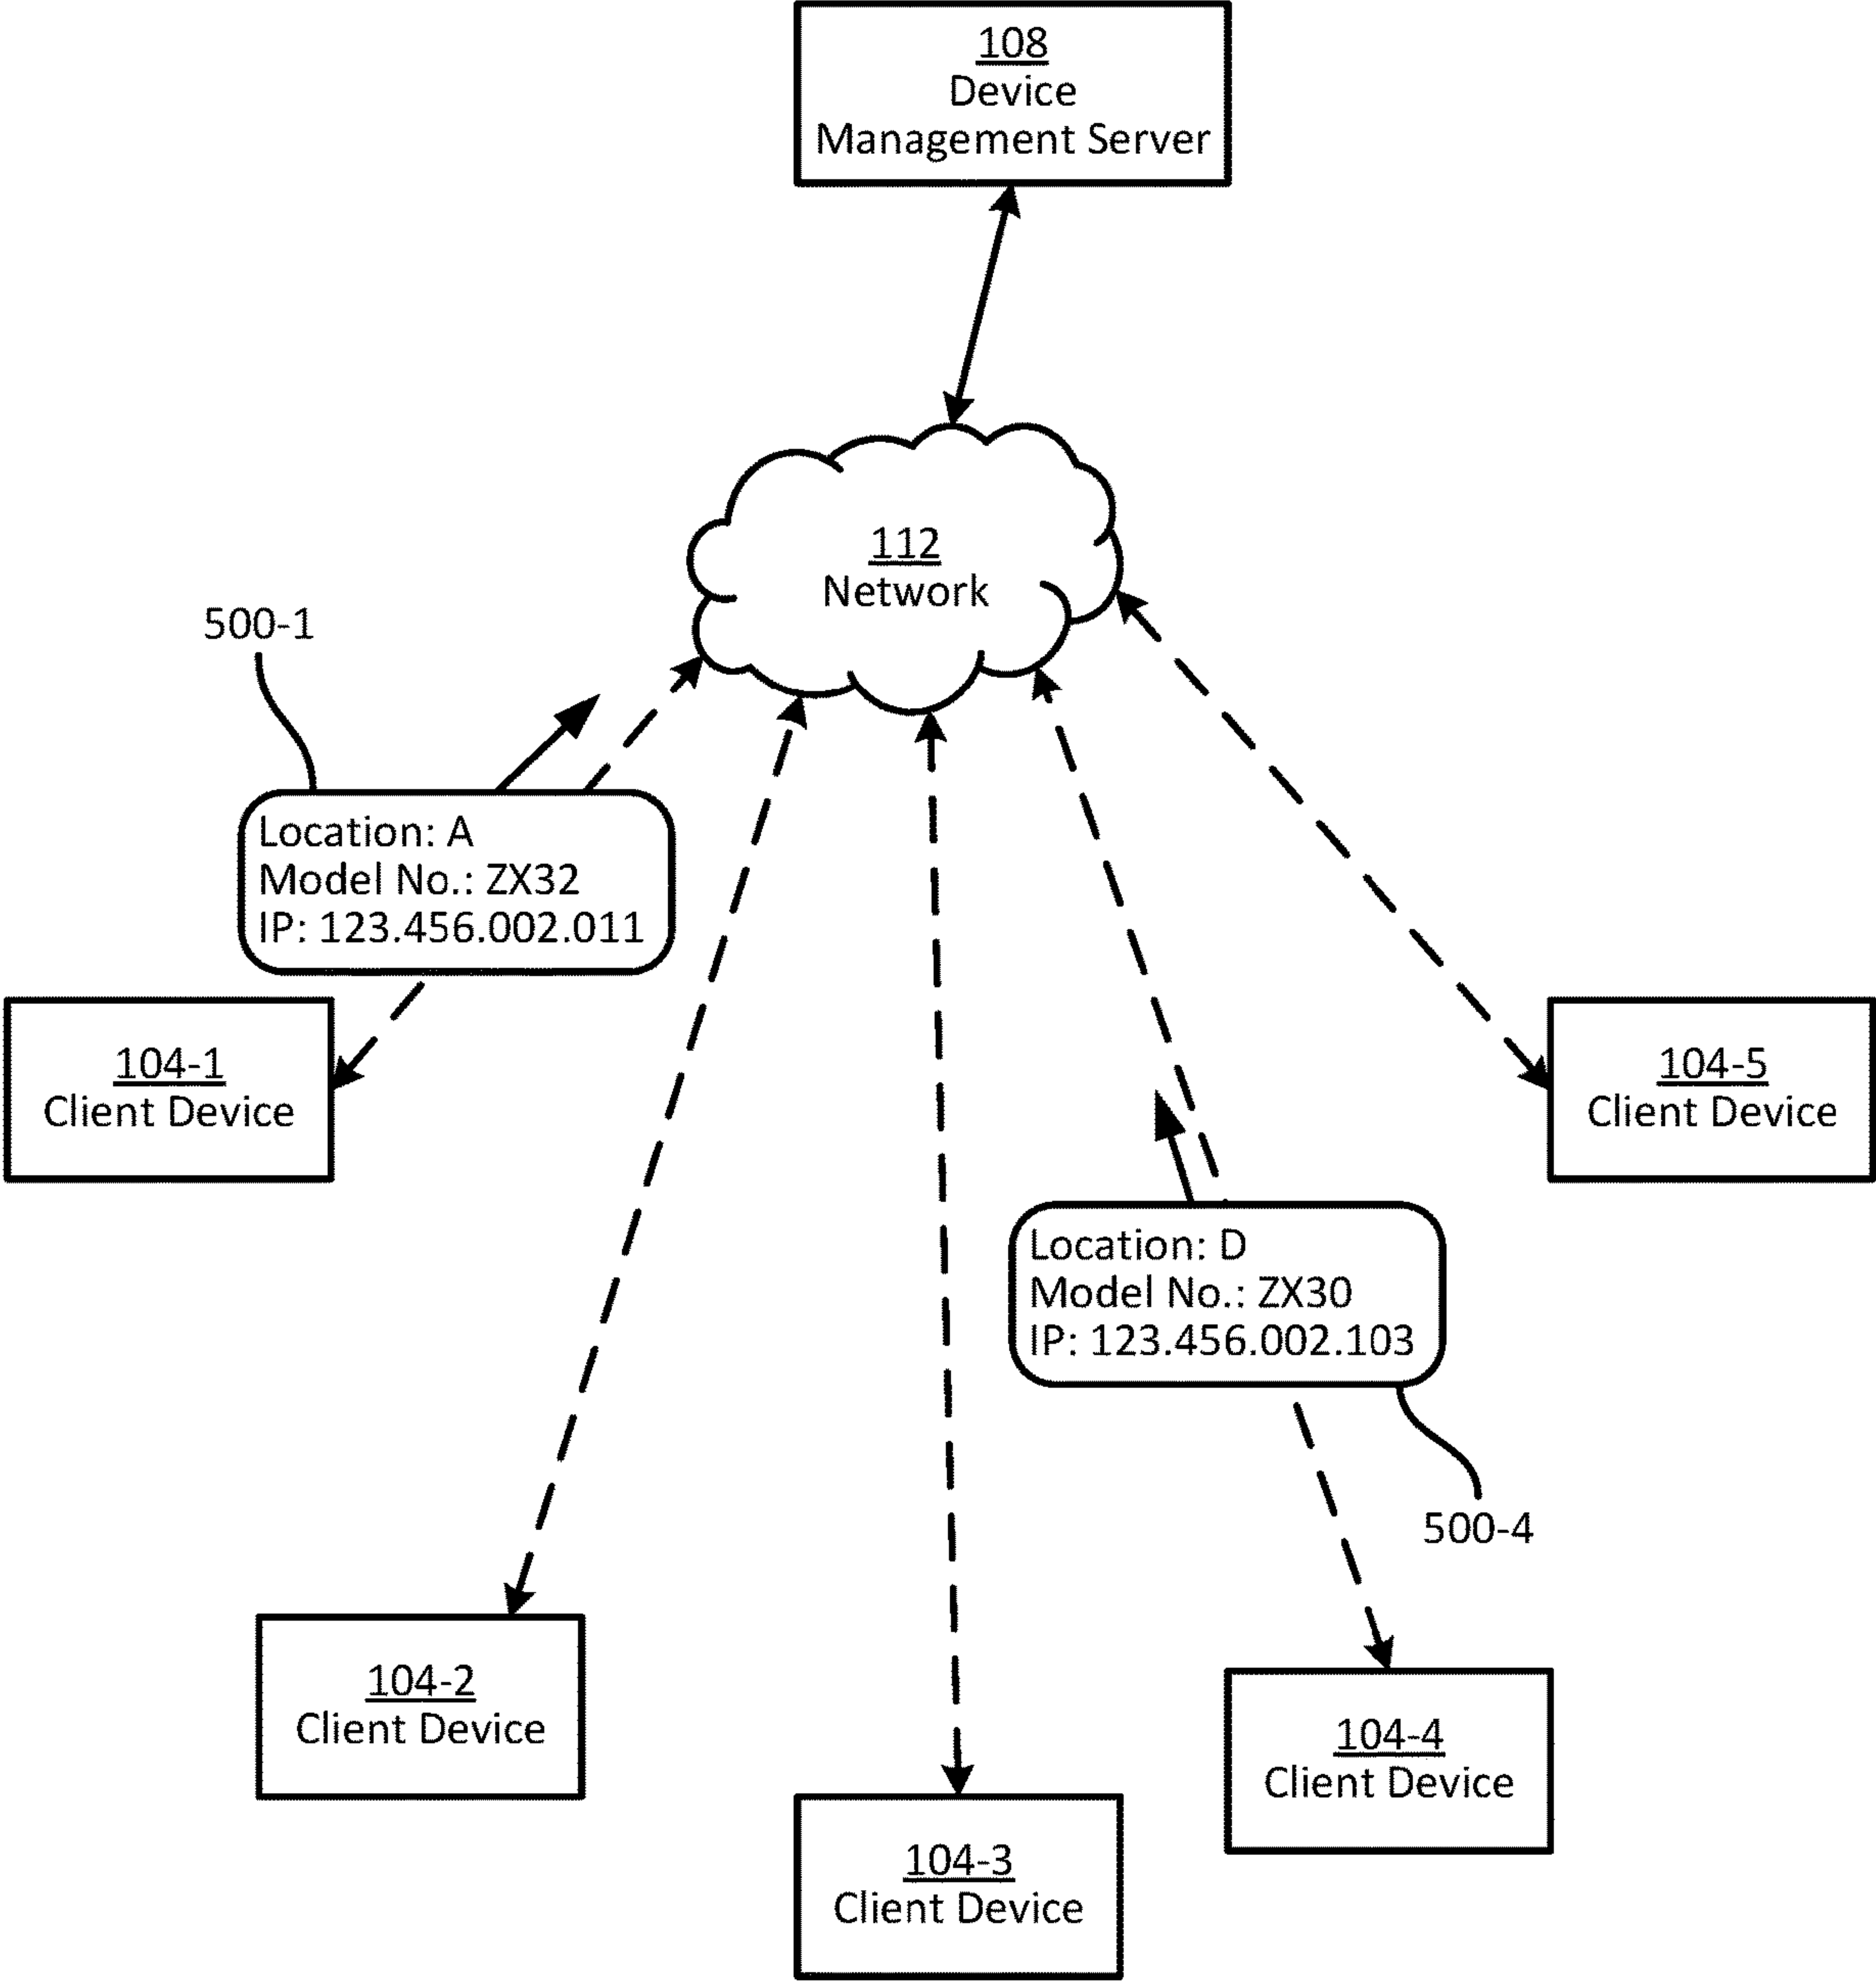 108
Device
Management Server
112
Network
500-1
Location: A
Model No.: ZX32
IP: 123.456.002.011
104-1
Client Device
104-5
Client Device
Location: D
Model No.: ZX30
IP: 123.456.002.103
500-4
104-2
Client Device
104-4
Client Device
104-3
Client Device